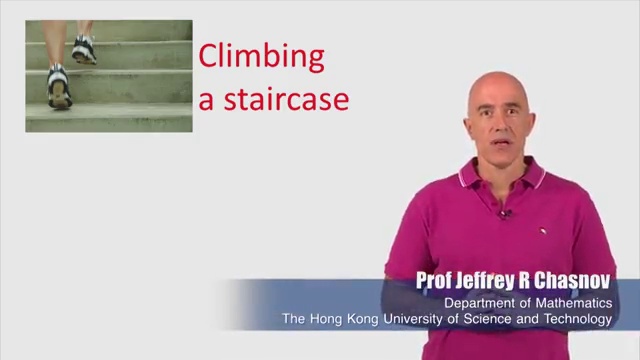 Climbing
a staircase
Prof Jeffrey R Chasnov
Department of Mathematics
The Hong Kong University of Science and Technology